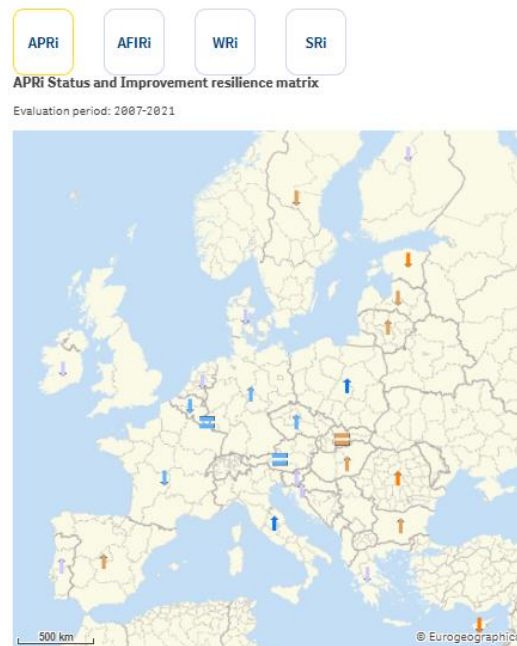 APRi
AFIRi
WRi
SRi
APRi Status and Improvement resilience matrix
Evaluation period: 2007-2021
500 km
© Eurogeographics